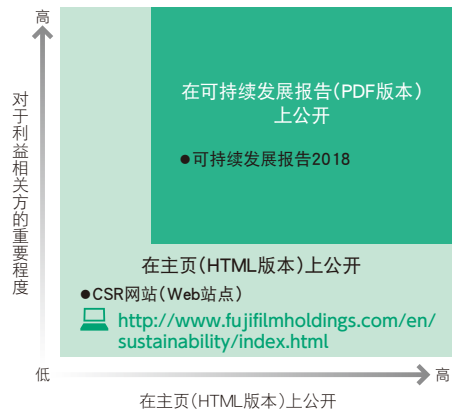 高
对于利益相关方的重要程度
在可持续发展报告(PDF版本)
上公开
●可持续发展报告2018
在主页(HTML版本)上公开
●CSR网站(Web站点)
http://www.fujifilmholdings.com/en/
sustainability/index.html
低
高
在主页(HTML版本)上公开